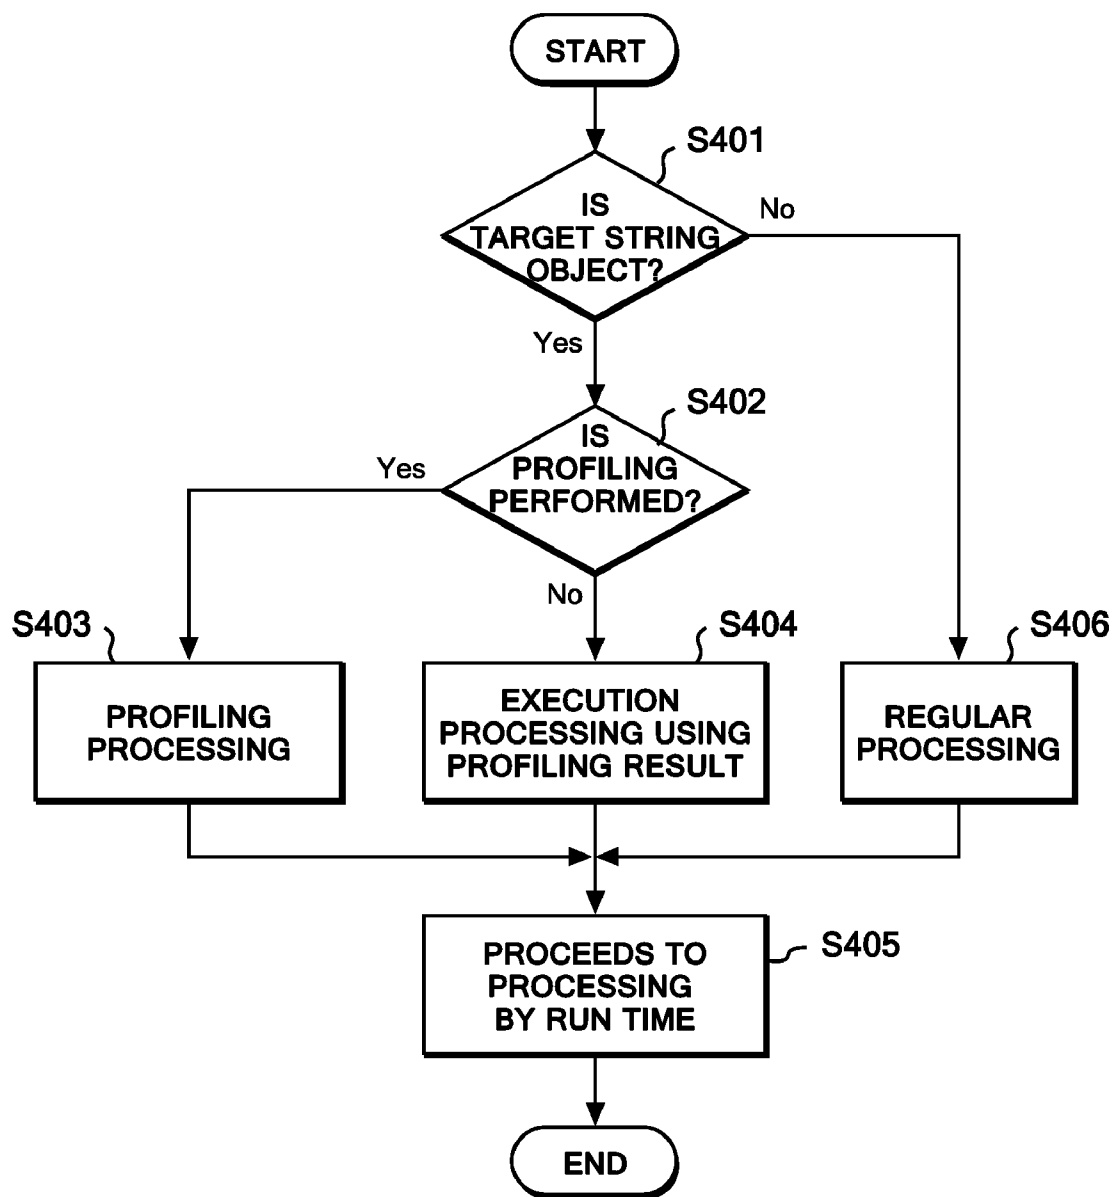 START
S401
IS
TARGET STRING
OBJECT?
No
Yes
S402
IS
PROFILING
PERFORMED?
Yes
No
S403
PROFILING
PROCESSING
S404
EXECUTION
PROCESSING USING
PROFILING RESULT
S406
REGULAR
PROCESSING
S405
PROCEEDS TO
PROCESSING
BY RUN TIME
END